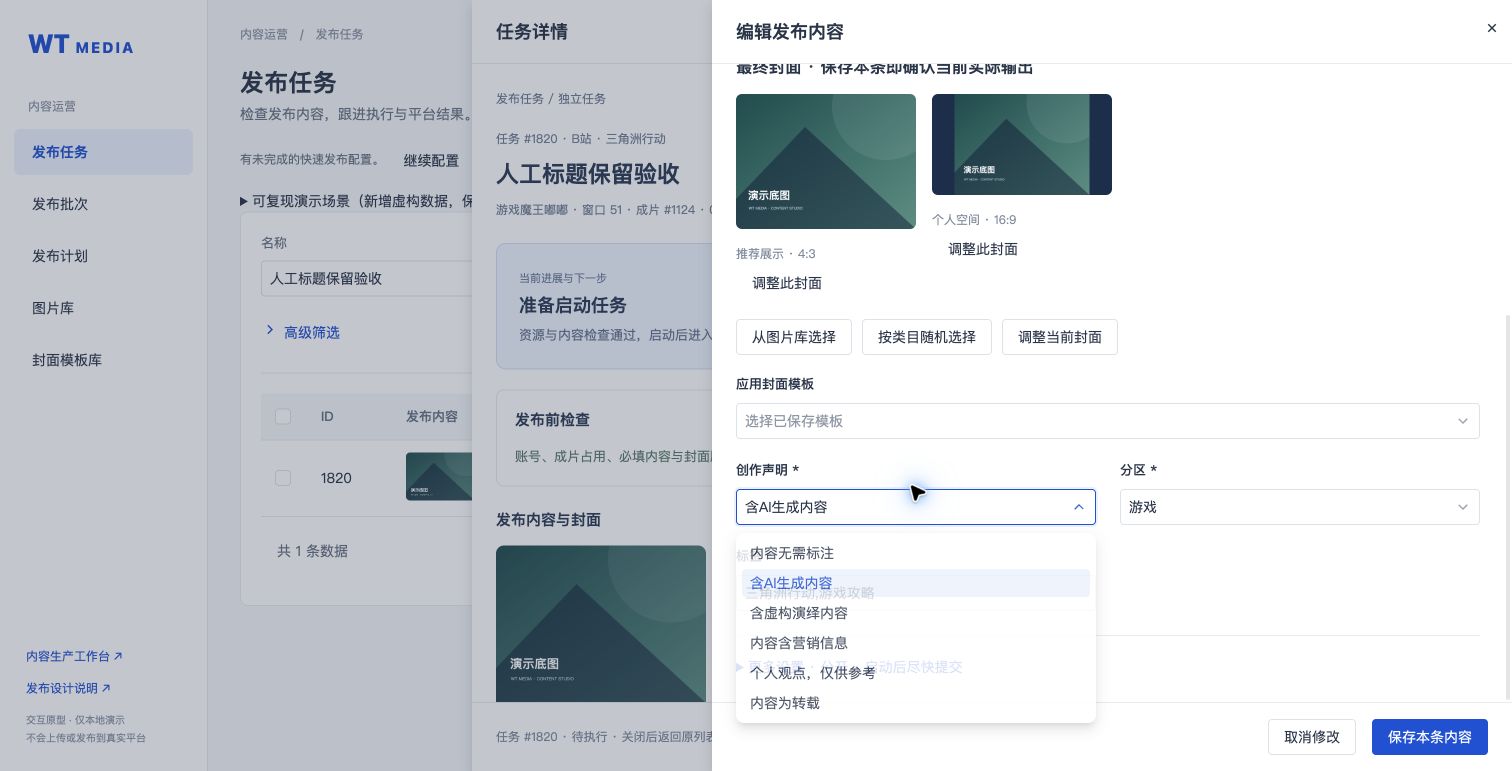 WT MEDIA
内容运营
发布任务
发布批次
发布计划
图片库
封面模板库
内容生产工作台 ↗
发布设计说明 ↗
交互原型 · 仅本地演示
不会上传或发布到真实平台
内容运营 / 发布任务
发布任务
检查发布内容，跟进执行与平台结果。
有未完成的快速发布配置。 继续配置
可复现演示场景（新增虚构数据，保
名称
人工标题保留验收
高级筛选
ID 发布内容
1820
共 1 条数据
任务详情
发布任务 / 独立任务
任务 #1820 · B站 · 三角洲行动
人工标题保留验收
游戏魔王嘟嘟 · 窗口 51 · 成片 #1124 ·
当前进展与下一步
准备启动任务
资源与内容检查通过，启动后进入
发布前检查
账号、成片占用、必填内容与封面
发布内容与封面
演示底图
WT MEDIA · CONTENT STUDIO
任务 #1820 · 待执行 · 关闭后返回原列表
编辑发布内容
×
最终封面 · 保存本条即确认当前实际输出
演示底图
WT MEDIA · CONTENT STUDIO
推荐展示 · 4:3
调整此封面
演示底图
WT MEDIA · CONTENT STUDIO
个人空间 · 16:9
调整此封面
从图片库选择 按类目随机选择 调整当前封面
应用封面模板
选择已保存模板
创作声明 *
含AI生成内容
分区 *
游戏
内容无需标注
含AI生成内容
三角洲行动,游戏攻略
含虚构演绎内容
内容含营销信息
个人观点，仅供参考
内容为转载
取消修改 保存本条内容